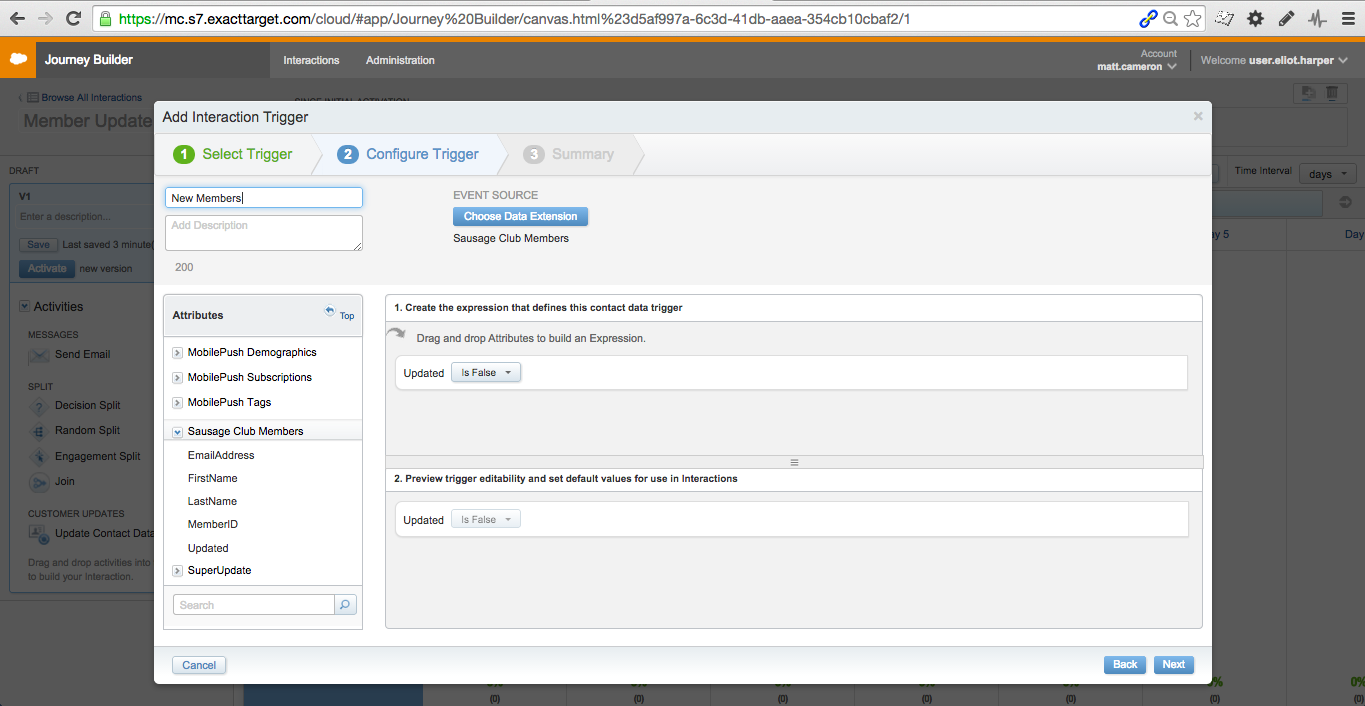 https://mc.s7.exacttarget.com/cloud/#app/Journey%20Builder/canvas.html%23d5af997a-6c3d-41db-aaea-354cb10cbaf2/1
Journey Builder
Interactions
Administration
Account
matt.cameron
Welcome user.eliot.harper
Browse All Interactions
SINCE INITIAL ACTIVATION
Member Update
Add Interaction Trigger
1 Select Trigger
2 Configure Trigger
3 Summary
DRAFT
Time Interval
days
V1
Enter a description...
Save
Last saved 3 minute(
Activate
new version
Activities
MESSAGES
Send Email
SPLIT
Decision Split
Random Split
Engagement Split
Join
CUSTOMER UPDATES
Update Contact Data
Drag and drop activities into
to build your Interaction.
New Members
Add Description
200
EVENT SOURCE
Choose Data Extension
Sausage Club Members
Attributes
Top
MobilePush Demographics
MobilePush Subscriptions
MobilePush Tags
Sausage Club Members
EmailAddress
FirstName
LastName
MemberID
Updated
SuperUpdate
Search
1. Create the expression that defines this contact data trigger
Drag and drop Attributes to build an Expression.
Updated
Is False
2. Preview trigger editability and set default values for use in Interactions
Updated
Is False
y 5
Day
Cancel
Back
Next
0% 0% 0% 0% 0% % 0%
(0) (0) (0) (0) (0) (0) (0)